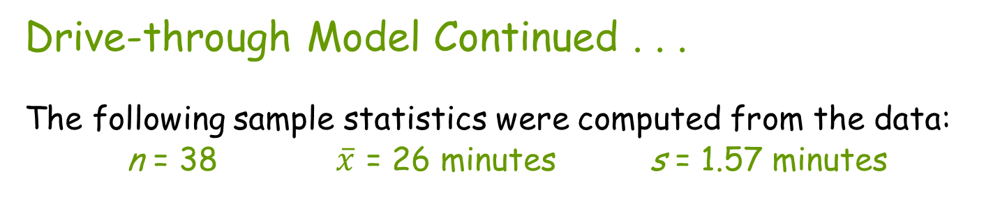 Drive-through Model Continued . . .
The following sample statistics were computed from the data:
n = 38 x̄ = 26 minutes s = 1.57 minutes